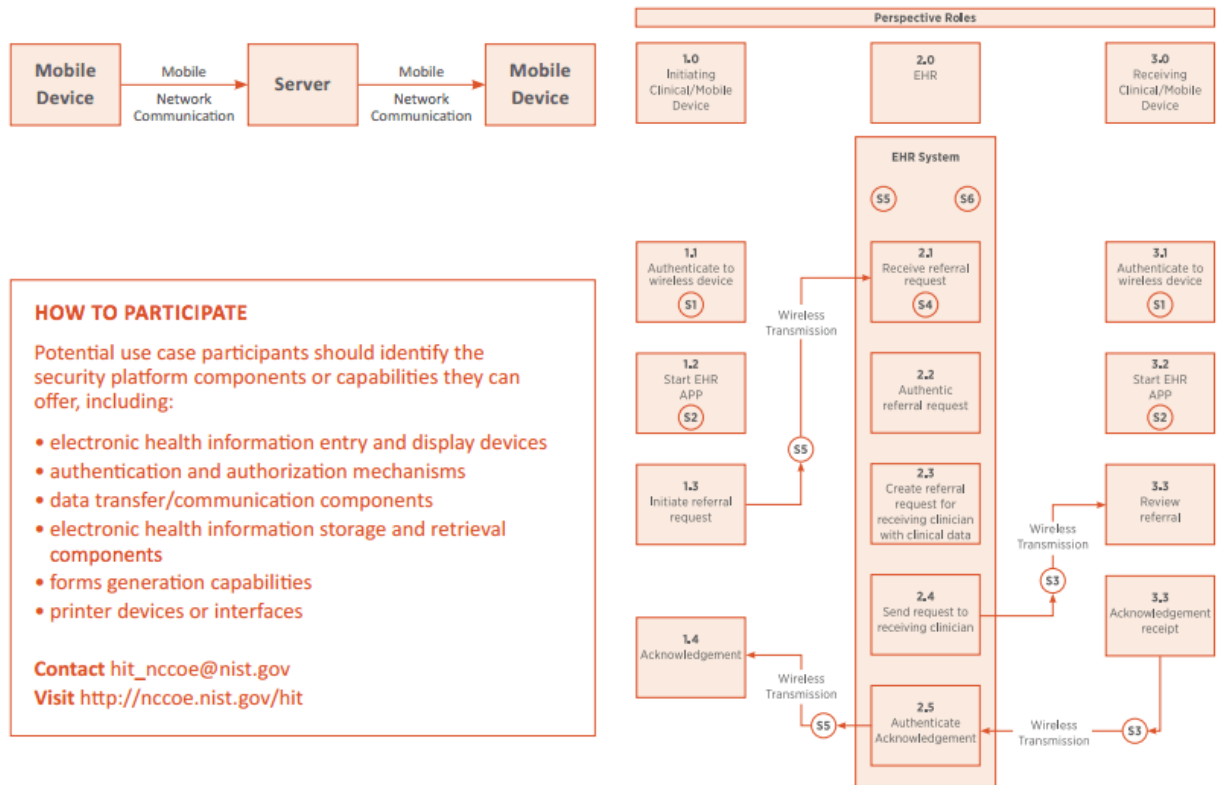 Mobile
Device
Mobile
Network
Communication
Server
Mobile
Network
Communication
Mobile
Device
HOW TO PARTICIPATE
Potential use case participants should identify the
security platform components or capabilities they can
offer, including:
• electronic health information entry and display devices
• authentication and authorization mechanisms
• data transfer/communication components
• electronic health information storage and retrieval
components
• forms generation capabilities
• printer devices or interfaces
Contact hit_nccoe@nist.gov
Visit http://nccoe.nist.gov/hit
Perspective Roles
1.0
Initiating
Clinical/Mobile
Device
2.0
EHR
3.0
Receiving
Clinical/Mobile
Device
EHR System
S5
S6
1.1
Authenticate to
wireless device
S1
2.1
Receive referral
request
S4
3.1
Authenticate to
wireless device
S1
Wireless
Transmission
1.2
Start EHR
APP
S2
2.2
Authentic
referral request
3.2
Start EHR
APP
S2
S5
1.3
Initiate referral
request
2.3
Create referral
request for
receiving clinician
with clinical data
3.3
Review
referral
Wireless
Transmission
S3
2.4
Send request to
receiving clinician
3.3
Acknowledgement
receipt
1.4
Acknowledgement
Wireless
Transmission
S5
2.5
Authenticate
Acknowledgement
Wireless
Transmission
S3